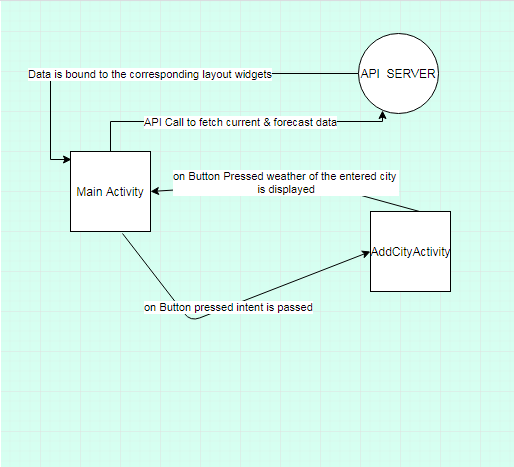 Data is bound to the corresponding layout widgets
API SERVER
API Call to fetch current & forecast data
on Button Pressed weather of the entered city
is displayed
Main Activity
AddCityActivity
on Button pressed intent is passed